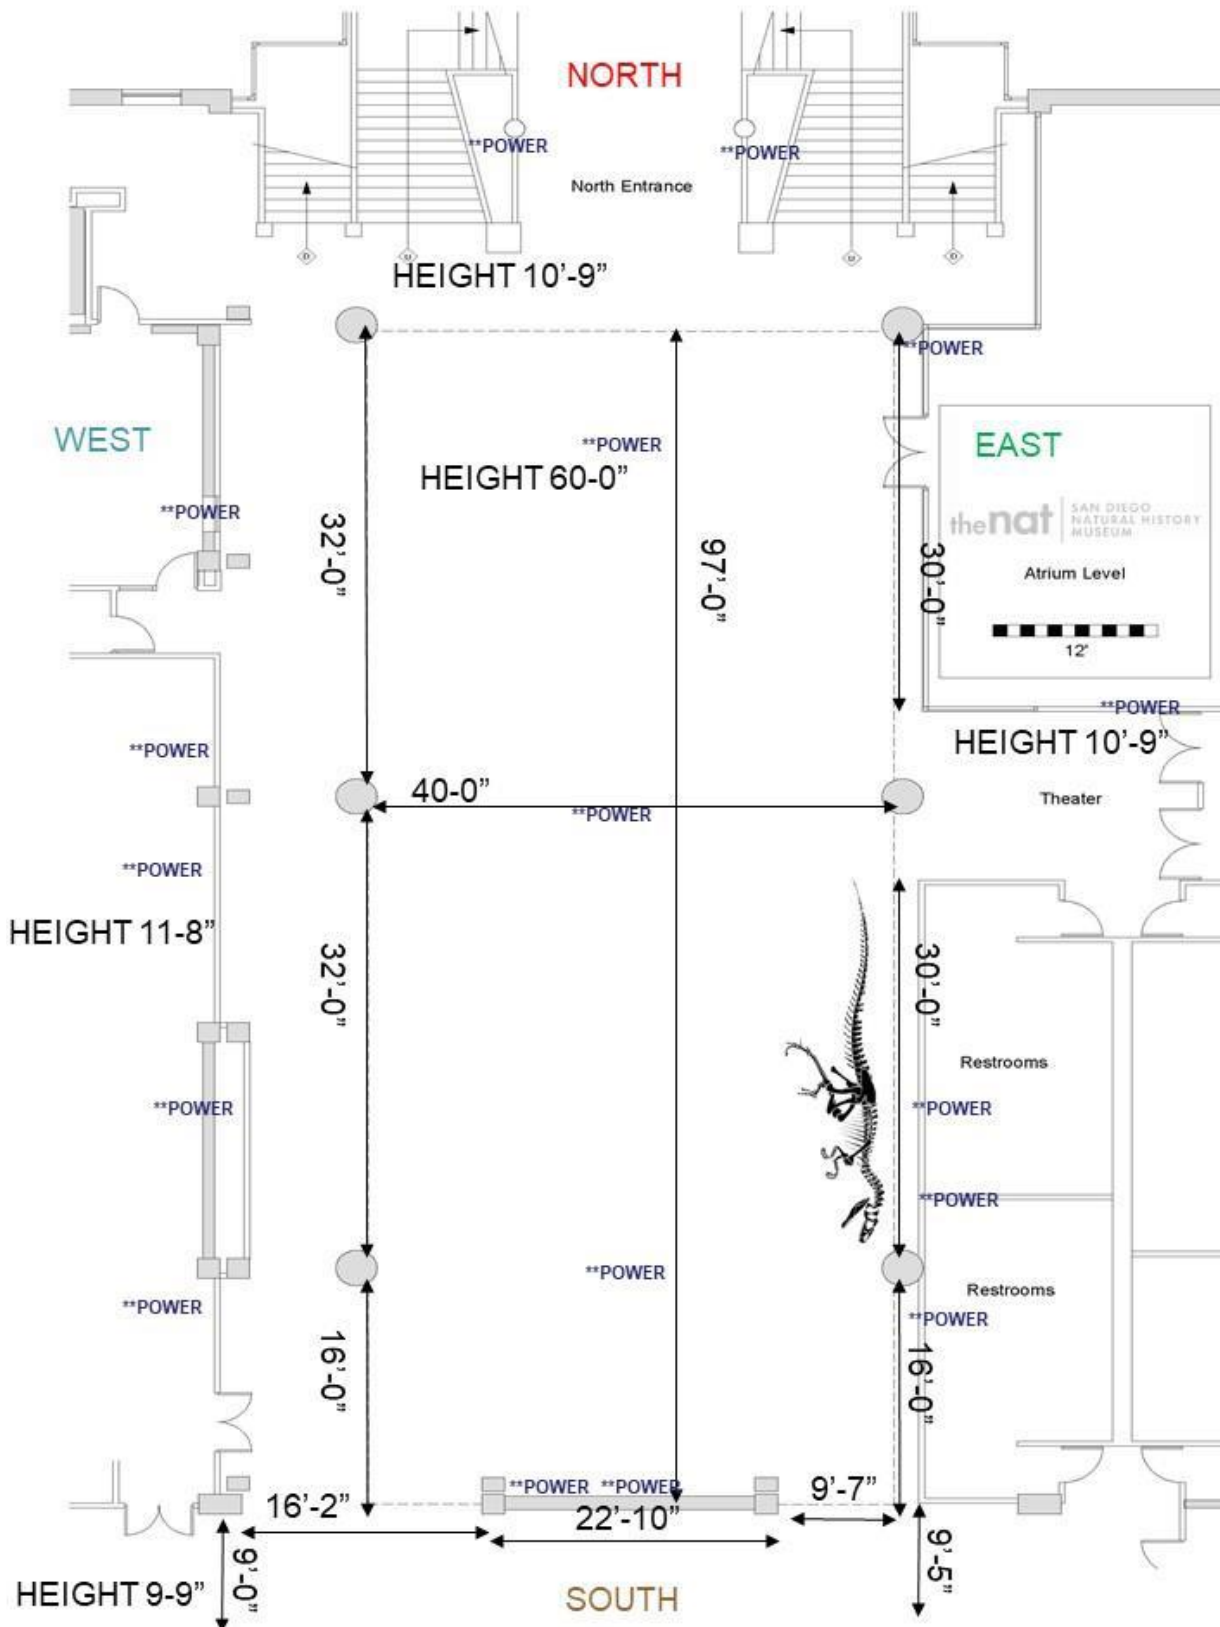 NORTH
**POWER
**POWER
North Entrance
D
U
U
D
HEIGHT 10'-9”
**POWER
WEST
**POWER
EAST
HEIGHT 60-0”
thenat
SAN DIEGO
NATURAL HISTORY
MUSEUM
**POWER
32'-0”
97'-0”
30'-0”
Atrium Level
12'
**POWER
HEIGHT 10'-9”
**POWER
40-0”
Theater
**POWER
**POWER
HEIGHT 11-8”
32'-0”
30'-0”
Restrooms
**POWER
**POWER
**POWER
**POWER
Restrooms
**POWER
**POWER
16'-0”
16'-0”
**POWER
**POWER
9'-7”
16'-2”
22'-10”
9'-0”
9'-5”
HEIGHT 9-9”
SOUTH